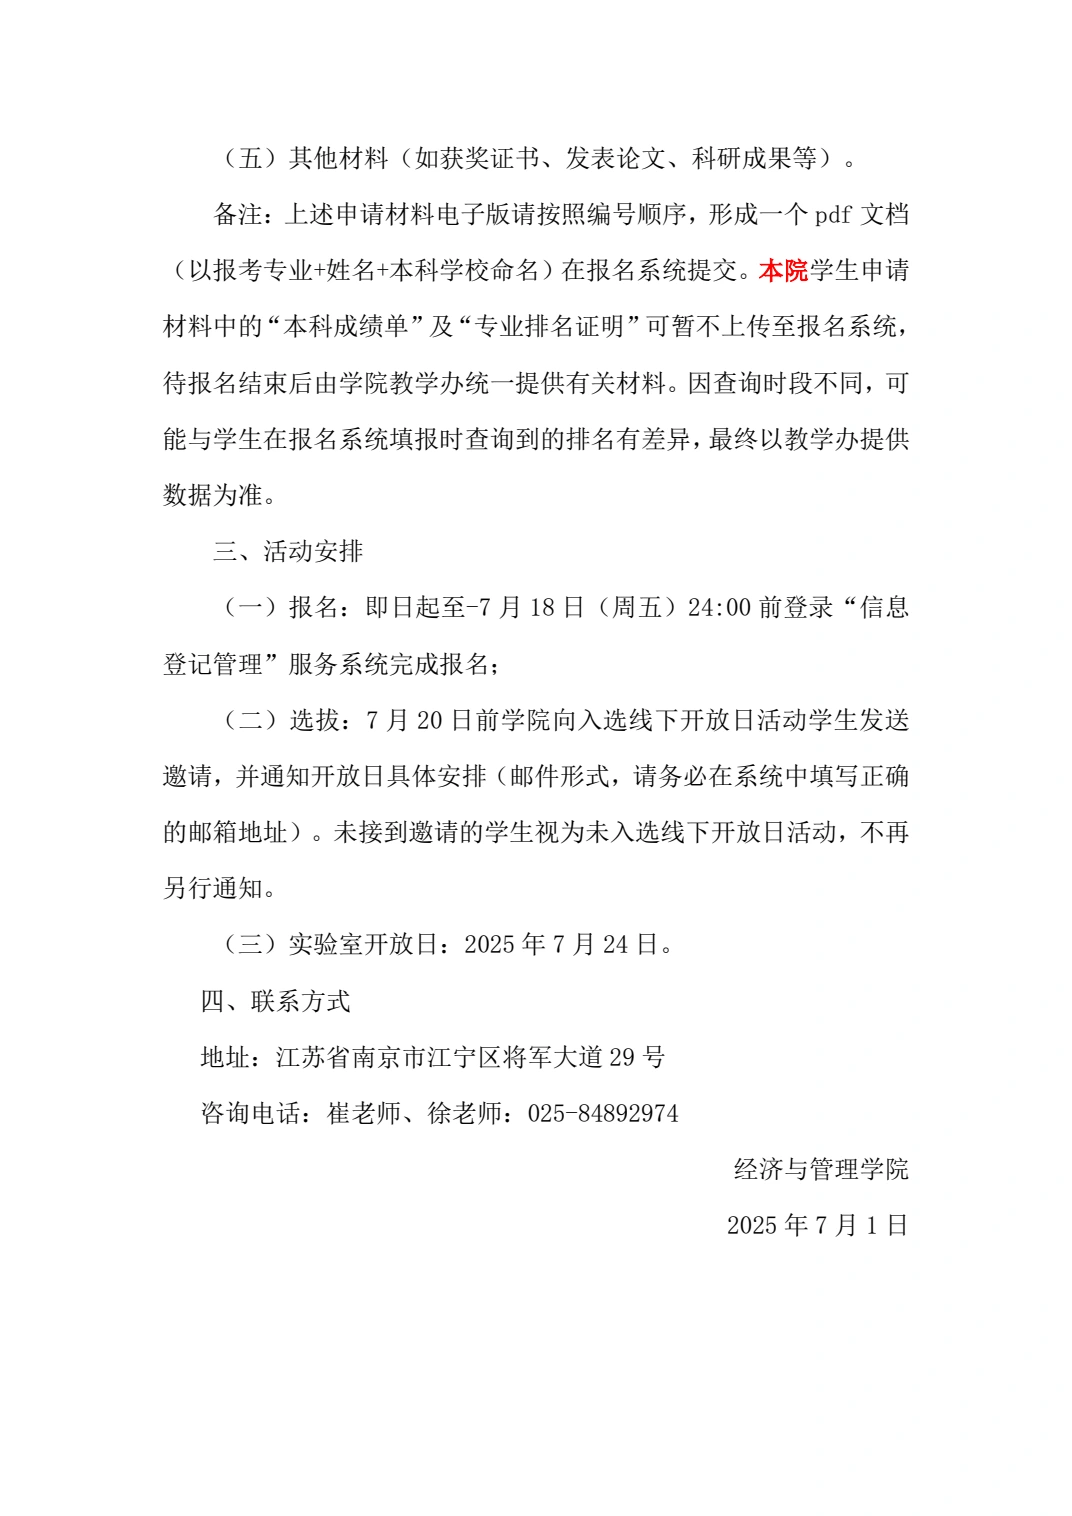 （五）其他材料（如获奖证书、发表论文、科研成果等）。
备注：上述申请材料电子版请按照编号顺序，形成一个 pdf 文档
（以报考专业+姓名+本科学校命名）在报名系统提交。本院学生申请
材料中的“本科成绩单”及“专业排名证明”可暂不上传至报名系统，
待报名结束后由学院教学办统一提供有关材料。因查询时段不同，可
能与学生在报名系统填报时查询到的排名有差异，最终以教学办提供
数据为准。
三、活动安排
（一）报名：即日起至-7 月 18 日（周五）24:00 前登录“信息
登记管理”服务系统完成报名；
（二）选拔：7 月 20 日前学院向入选线下开放日活动学生发送
邀请，并通知开放日具体安排（邮件形式，请务必在系统中填写正确
的邮箱地址）。未接到邀请的学生视为未入选线下开放日活动，不再
另行通知。
（三）实验室开放日：2025 年 7 月 24 日。
四、联系方式
地址：江苏省南京市江宁区将军大道 29 号
咨询电话：崔老师、徐老师：025-84892974
经济与管理学院
2025 年 7 月 1 日